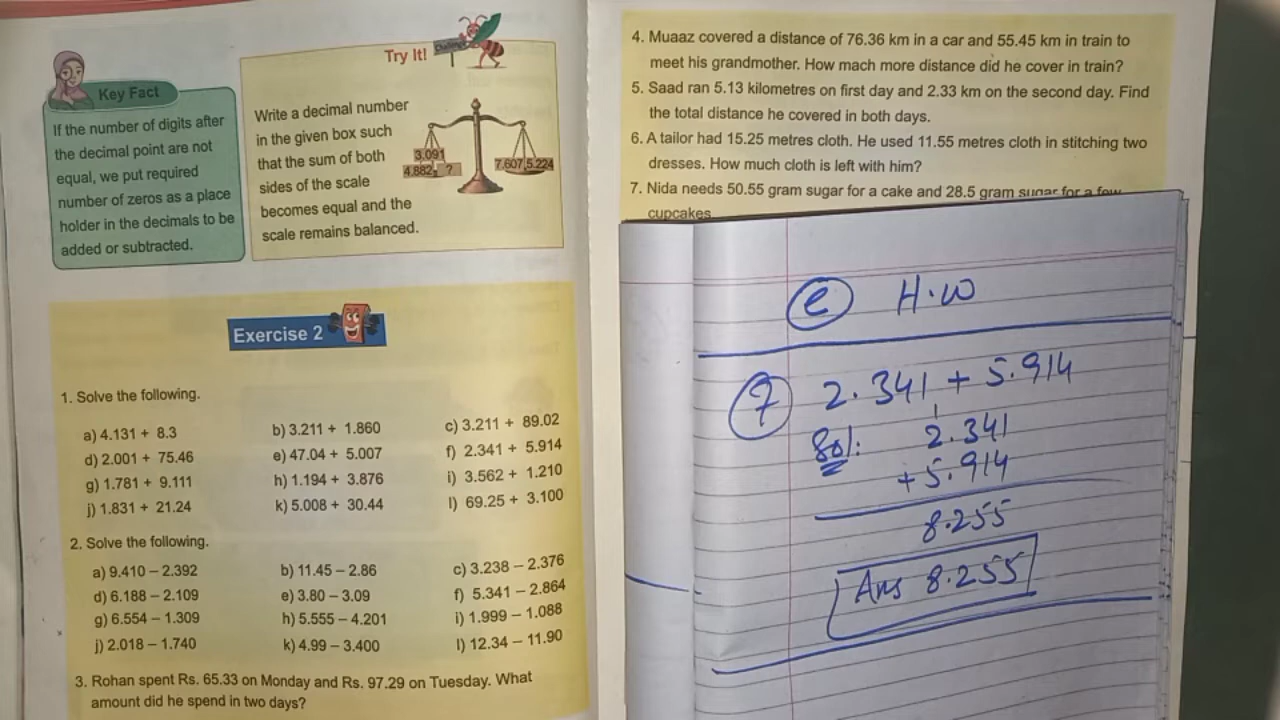 Key Fact
If the number of digits after
the decimal point are not
equal, we put required
number of zeros as a place
holder in the decimals to be
added or subtracted.
Try It!
Challenge
Write a decimal number
in the given box such
that the sum of both
sides of the scale
becomes equal and the
scale remains balanced.
3.091
4.882, ?
7.607,5.224
Exercise 2
1. Solve the following.
a) 4.131 + 8.3 b) 3.211 + 1.860 c) 3.211 + 89.02
d) 2.001 + 75.46 e) 47.04 + 5.007 f) 2.341 + 5.914
g) 1.781 + 9.111 h) 1.194 + 3.876 i) 3.562 + 1.210
j) 1.831 + 21.24 k) 5.008 + 30.44 l) 69.25 + 3.100
2. Solve the following.
a) 9.410 – 2.392 b) 11.45 – 2.86 c) 3.238 – 2.376
d) 6.188 – 2.109 e) 3.80 – 3.09 f) 5.341 – 2.864
g) 6.554 – 1.309 h) 5.555 – 4.201 i) 1.999 – 1.088
j) 2.018 – 1.740 k) 4.99 – 3.400 l) 12.34 – 11.90
3. Rohan spent Rs. 65.33 on Monday and Rs. 97.29 on Tuesday. What
amount did he spend in two days?
4. Muaaz covered a distance of 76.36 km in a car and 55.45 km in train to
meet his grandmother. How mach more distance did he cover in train?
5. Saad ran 5.13 kilometres on first day and 2.33 km on the second day. Find
the total distance he covered in both days.
6. A tailor had 15.25 metres cloth. He used 11.55 metres cloth in stitching two
dresses. How much cloth is left with him?
7. Nida needs 50.55 gram sugar for a cake and 28.5 gram sugar for a few
cupcakes
e H.W
f 2.341 + 5.914
Sol: 1
2.341
+ 5.914
8.255
Ans 8.255